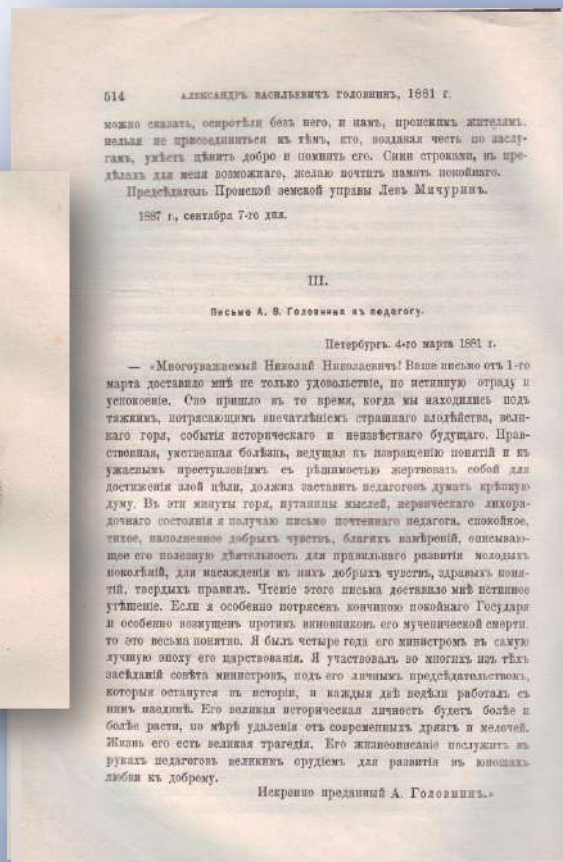 514 АЛЕКСАНДРЪ ВАСИЛЬЕВИЧЪ ГОЛОВНИНЪ, 1881 г.
можно сказать, осиротѣли безъ него, и намъ, пронскимъ жителямъ,
нельзя не присоединиться къ тѣмъ, кто, воздавая честь по заслу-
гамъ, умѣетъ цѣнить добро и помнить его. Сими строками, въ пре-
дѣлахъ для меня возможнаго, желаю почтить память покойнаго.
Предсѣдатель Пронской земской управы Левъ Мичуринъ.
1887 г., сентября 7-го дня.
III.
Письмо А. В. Головнина къ педагогу.
Петербургъ. 4-го марта 1881 г.
— «Многоуважаемый Николай Николаевичъ! Ваше письмо отъ 1-го
марта доставило мнѣ не только удовольствіе, но истинную отраду и
успокоеніе. Оно пришло въ то время, когда мы находились подъ
тяжкимъ, потрясающимъ впечатлѣніемъ страшнаго злодѣйства, вели-
каго горя, событія историческаго и неизвѣстнаго будущаго. Нрав-
ственная, умственная болѣзнь, ведущая къ извращенію понятій и къ
ужаснымъ преступленіямъ съ рѣшимостью жертвовать собой для
достиженія злой цѣли, должна заставить педагоговъ думать крѣпкую
думу. Въ эти минуты горя, путаницы мыслей, нервическаго лихора-
дочнаго состоянія я получаю письмо почтеннаго педагога, спокойное,
тихое, наполненное добрыхъ чувствъ, благихъ намѣреній, описываю-
щее его полезную дѣятельность для правильнаго развитія молодыхъ
поколѣній, для насажденія въ нихъ добрыхъ чувствъ, здравыхъ поня-
тій, твердыхъ правилъ. Чтеніе этого письма доставило мнѣ истинное
утѣшеніе. Если я особенно потрясенъ кончиною покойнаго Государя
и особенно возмущенъ противъ виновниковъ его мученической смерти,
то это весьма понятно. Я былъ четыре года его министромъ въ самую
лучшую эпоху его царствованія. Я участвовалъ во многихъ изъ тѣхъ
засѣданій совѣта министровъ, подъ его личнымъ предсѣдательствомъ,
которыя останутся въ исторіи, и каждыя двѣ недѣли работалъ съ
нимъ наединѣ. Его великая историческая личность будетъ болѣе и
болѣе расти, по мѣрѣ удаленія отъ современныхъ дрязгъ и мелочей.
Жизнь его есть великая трагедія. Его жизнеописаніе послужитъ въ
рукахъ педагоговъ великимъ орудіемъ для развитія въ юношахъ
любви къ доброму.
Искренно преданный А. Головнинъ.»